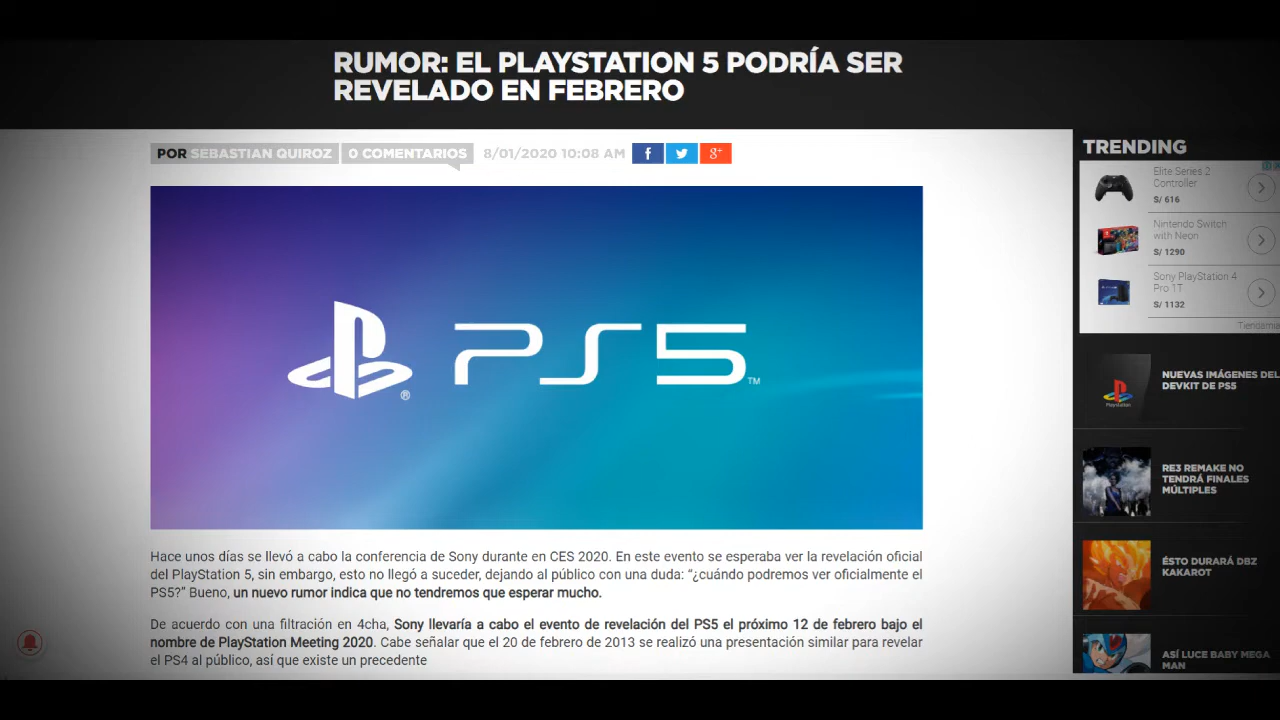 RUMOR: EL PLAYSTATION 5 PODRÍA SER
REVELADO EN FEBRERO
POR SEBASTIAN QUIROZ
0 COMENTARIOS
8/01/2020 10:08 AM
PS5
TM
®
Hace unos días se llevó a cabo la conferencia de Sony durante en CES 2020. En este evento se esperaba ver la revelación oficial
del PlayStation 5, sin embargo, esto no llegó a suceder, dejando al público con una duda: “¿cuándo podremos ver oficialmente el
PS5?” Bueno, un nuevo rumor indica que no tendremos que esperar mucho.
De acuerdo con una filtración en 4cha, Sony llevaría a cabo el evento de revelación del PS5 el próximo 12 de febrero bajo el
nombre de PlayStation Meeting 2020. Cabe señalar que el 20 de febrero de 2013 se realizó una presentación similar para revelar
el PS4 al público, así que existe un precedente
TRENDING
Elite Series 2
Controller
S/ 616
Nintendo Switch
with Neon
S/ 1290
Sony PlayStation 4
Pro 1T
S/ 1132
Tiendamia
PlayStation
NUEVAS IMÁGENES DEL
DEVKIT DE PS5
RE3 REMAKE NO
TENDRÁ FINALES
MÚLTIPLES
ÉSTO DURARÁ DBZ
KAKAROT
ASÍ LUCE BABY MEGA
MAN